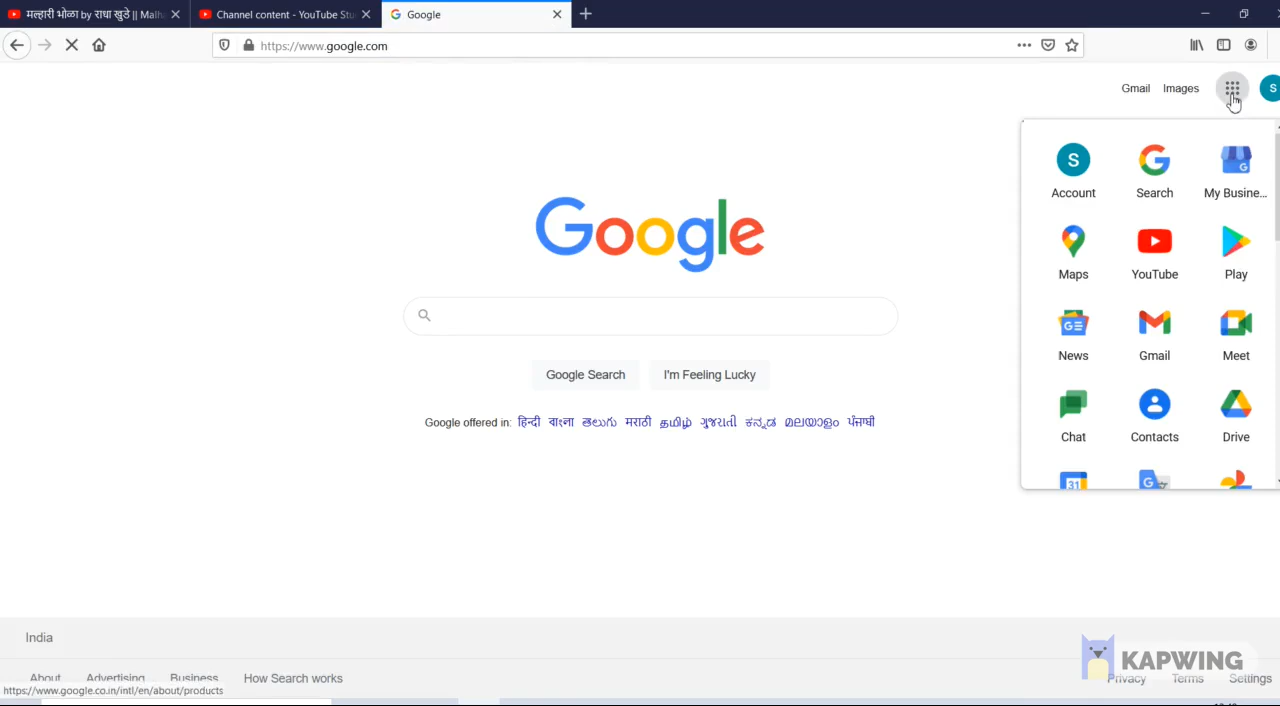 मल्हारी भोळा by राधा खुडे || Malh
Channel content - YouTube Stu
Google
https://www.google.com
Gmail Images S
S
Account Search My Busine...
Google
Maps YouTube Play
News Gmail Meet
Chat Contacts Drive
31
Google Search I'm Feeling Lucky
Google offered in: हिन्दी বাংলা తెలుగు मराठी தமிழ் ગુજરાતી ಕನ್ನಡ മലയാളം ਪੰਜਾਬੀ
India
KAPWING
About Advertising Business How Search works Privacy Terms Settings
https://www.google.co.in/intl/en/about/products